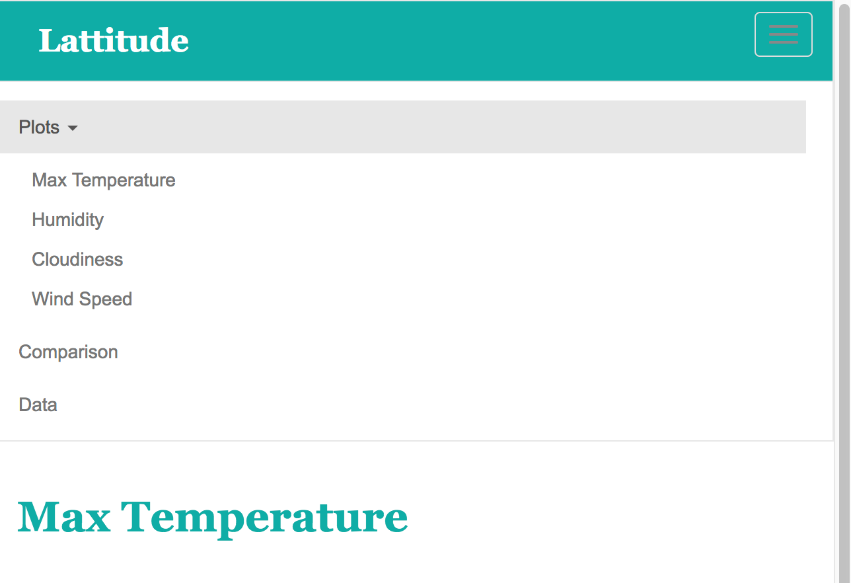 Lattitude
Plots
Max Temperature
Humidity
Cloudiness
Wind Speed
Comparison
Data
Max Temperature